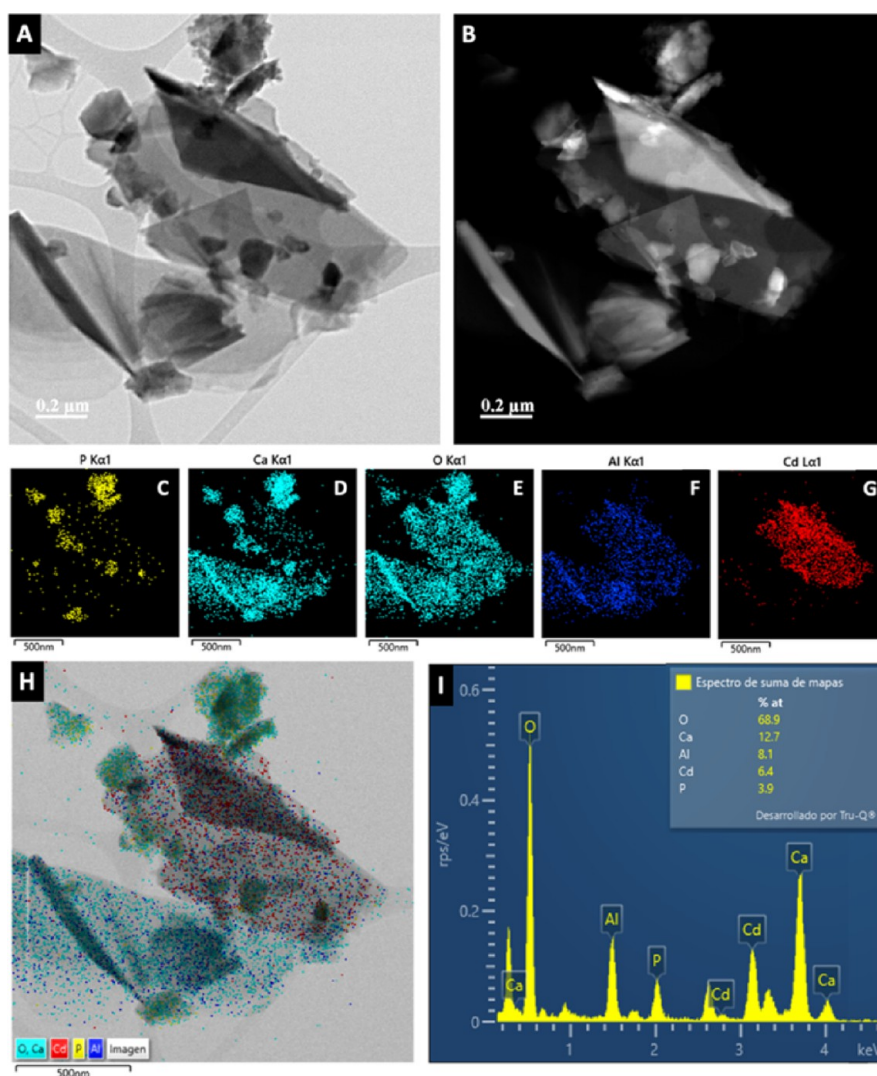 A
B
0.2 µm
0.2 µm
P Kα1
Ca Kα1
O Kα1
Al Kα1
Cd Lα1
C
D
E
F
G
500nm
500nm
500nm
500nm
500nm
H
O, Ca Cd P Al Imagen
500nm
I
0.6
0.4
0.2
0
rps/eV
Espectro de suma de mapas
% at
O 68.9
Ca 12.7
Al 8.1
Cd 6.4
P 3.9
Desarrollado por Tru-Q®
O
Ca
Al
P
Cd
Cd
Ca
Ca
1 2 3 4 keV